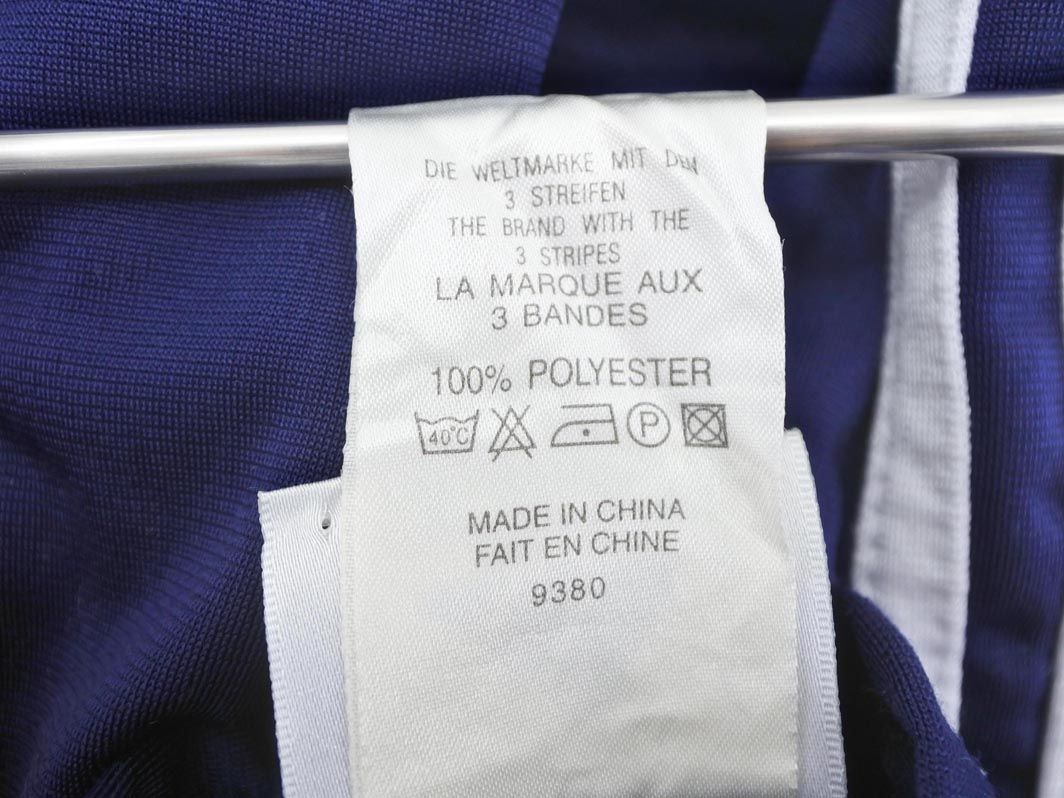 DIE WELTMARKE MIT DEN
3 STREIFEN
THE BRAND WITH THE
3 STRIPES
LA MARQUE AUX
3 BANDES
100% POLYESTER
40°C P
MADE IN CHINA
FAIT EN CHINE
9380